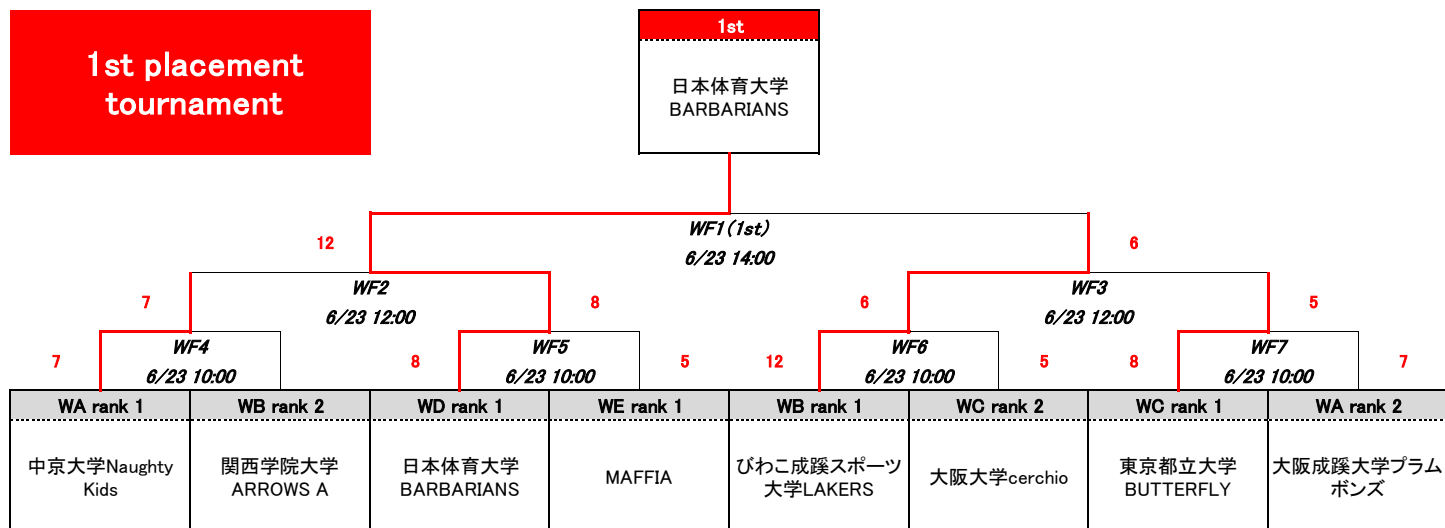 1st placement
tournament
1st
日本体育大学
BARBARIANS
WF1(1st)
12
6
6/23 14:00
WF2
WF3
7
8
6
5
6/23 12:00
6/23 12:00
WF4
WF5
WF6
WF7
7
8
5
12
5
8
7
6/23 10:00
6/23 10:00
6/23 10:00
6/23 10:00
WA rank 1
WB rank 2
WD rank 1
WE rank 1
WB rank 1
WC rank 2
WC rank 1
WA rank 2
中京大学Naughty
Kids
関西学院大学
ARROWS A
日本体育大学
BARBARIANS
MAFFIA
びわこ成蹊スポーツ
大学LAKERS
大阪大学cerchio
東京都立大学
BUTTERFLY
大阪成蹊大学プラム
ボンズ